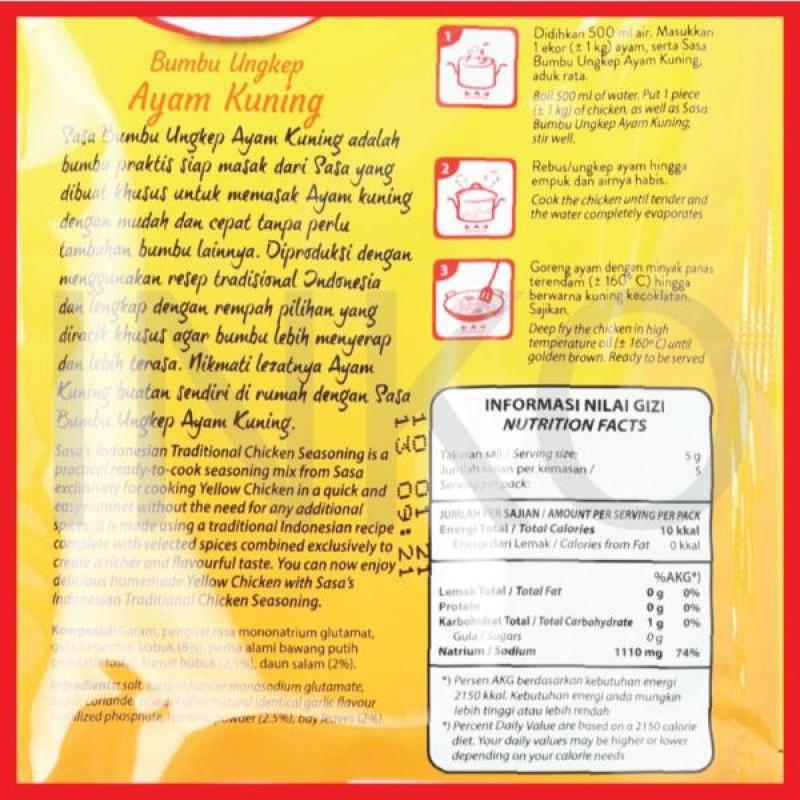 Bumbu Ungkep
Ayam Kuning
Sasa Bumbu Ungkep Ayam Kuning adalah
bumbu praktis siap masak dari Sasa yang
dibuat khusus untuk memasak Ayam kuning
dengan mudah dan cepat tanpa perlu
tambahan bumbu lainnya. Diproduksi dengan
menggunakan resep tradisional Indonesia
dan lengkap dengan rempah pilihan yang
diracik khusus agar bumbu lebih menyerap
dan lebih terasa. Nikmati lezatnya Ayam
Kuning buatan sendiri di rumah dengan Sasa
Bumbu Ungkep Ayam Kuning.
Sasa's Indonesian Traditional Chicken Seasoning is a
practical ready-to-cook seasoning mix from Sasa
exclusively for cooking Yellow Chicken in a quick and
easy manner without the need for any additional
spices. It is made using a traditional Indonesian recipe
complete with selected spices combined exclusively to
create a richer and flavourful taste. You can now enjoy
delicious homemade Yellow Chicken with Sasa's
Indonesian Traditional Chicken Seasoning.
Komposisi: Garam, penguat rasa mononatrium glutamat,
gula, ketumbar bubuk (8%), perisa alami bawang putih
kunyit bubuk (2,5%), daun salam (2%).
Ingredients: salt, taste enhancer monosodium glutamate,
sugar, coriander powder natural identical garlic flavour
stabilized phosphate, turmeric powder (2.5%), bay leaves (2%).
1
Didihkan 500 ml air. Masukkan
1 ekor (± 1 kg) ayam, serta Sasa
Bumbu Ungkep Ayam Kuning,
aduk rata.
Boil 500 ml of water. Put 1 piece
(± 1 kg) of chicken, as well as Sasa
Bumbu Ungkep Ayam Kuning,
stir well.
2
Rebus/ungkep ayam hingga
empuk dan airnya habis.
Cook the chicken until tender and
the water completely evaporates
3
Goreng ayam dengan minyak panas
terendam (± 160° C) hingga
berwarna kuning kecoklatan.
Sajikan.
Deep fry the chicken in high
temperature oil (± 160° C) until
golden brown. Ready to be served
INFORMASI NILAI GIZI
NUTRITION FACTS
Takaran saji / Serving size: 5 g
Jumlah sajian per kemasan / 5
Serving per pack:
JUMLAH PER SAJIAN / AMOUNT PER SERVING PER PACK
Energi Total / Total Calories 10 kkal
Energi dari Lemak / Calories from Fat 0 kkal
%AKG*)
Lemak Total / Total Fat 0 g 0%
Protein 0 g 0%
Karbohidrat Total / Total Carbohydrate 1 g 0%
Gula / Sugars 0 g
Natrium / Sodium 1110 mg 74%
*) Persen AKG berdasarkan kebutuhan energi
2150 kkal. Kebutuhan energi anda mungkin
lebih tinggi atau lebih rendah
*) Percent Daily Value are based on a 2150 calorie
diet. Your daily values may be higher or lower
depending on your calorie needs
09:21
INKO